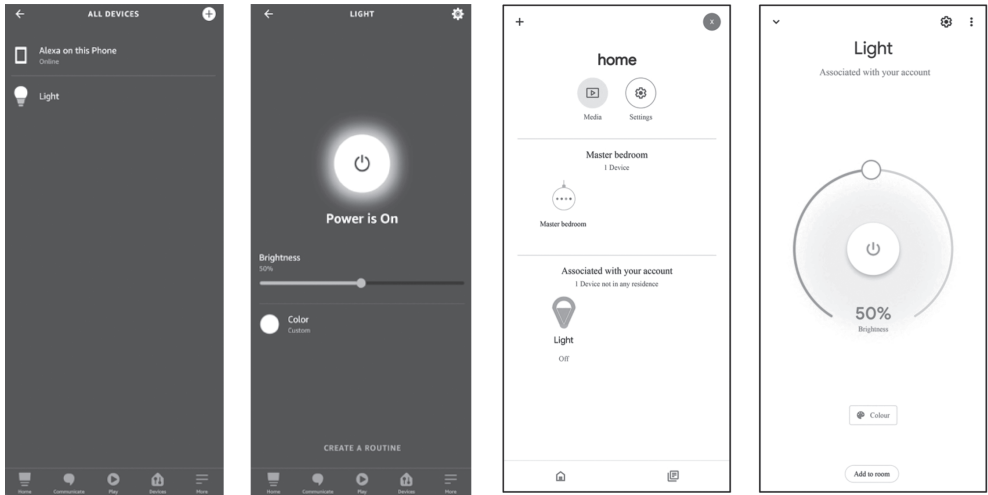 ALL DEVICES
Alexa on this Phone
Online
Light
Home
Communicate
Play
Devices
More
LIGHT
Power is On
Brightness
50%
Color
Custom
CREATE A ROUTINE
Home
Communicate
Play
Devices
More
x
home
Media
Settings
Master bedroom
1 Device
Master bedroom
Associated with your account
1 Device not in any residence
Light
Off
Light
Associated with your account
50%
Brightness
Colour
Add to room